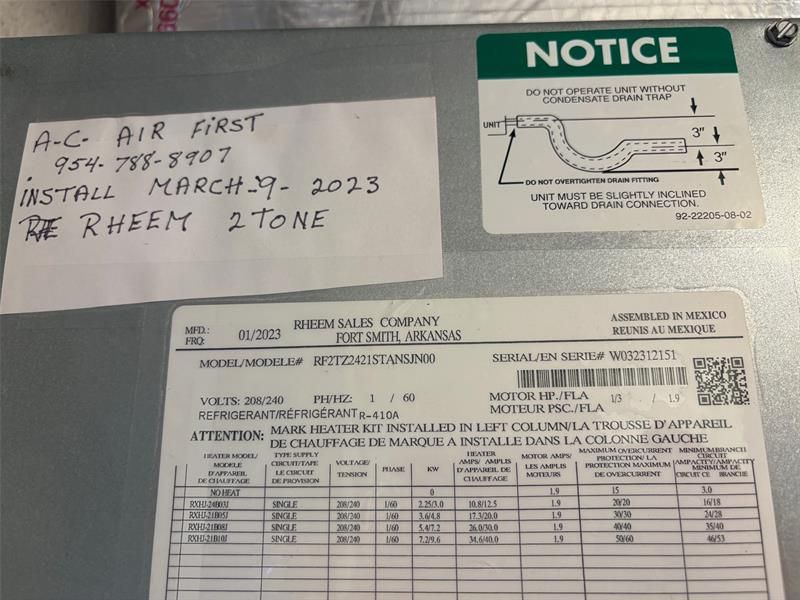 A-C- AIR FIRST
954-788-8907
INSTALL MARCH-9-2023
RHEEM 2TONE
NOTICE
DO NOT OPERATE UNIT WITHOUT
CONDENSATE DRAIN TRAP
UNIT
3"
3"
DO NOT OVERTIGHTEN DRAIN FITTING
UNIT MUST BE SLIGHTLY INCLINED
TOWARD DRAIN CONNECTION.
92-22205-08-02
MFD.: 01/2023 RHEEM SALES COMPANY ASSEMBLED IN MEXICO
FRQ: FORT SMITH, ARKANSAS REUNIS AU MEXIQUE
MODEL/MODELE# RF2TZ2421STANSJN00 SERIAL/EN SERIE# W032312151
VOLTS: 208/240 PH/HZ: 1 / 60 MOTOR HP./FLA 1/3 / 1.9
REFRIGERANT/RÉFRIGÉRANT R-410A MOTEUR PSC./FLA
ATTENTION: MARK HEATER KIT INSTALLED IN LEFT COLUMN/LA TROUSSE D'APPAREIL
DE CHAUFFAGE DE MARQUE A INSTALLE DANS LA COLONNE GAUCHE
HEATER MODEL/ MODELE D'APPAREIL DE CHAUFFAGE TYPE SUPPLY CIRCUIT/TAPE LE CIRCUIT DE PROVISION VOLTAGE/ TENSION PHASE KW HEATER AMPS/ AMPLIS D'APPAREIL DE CHAUFFAGE MOTOR AMPS/ LES AMPLIS MOTEURS MAXIMUM OVERCURRENT PROTECTION/ LA PROTECTION MAXIMUM DE OVERCURRENT MINIMUM BRANCH CIRCUIT AMPACITY/AMPACITY MINIMUM DE CIRCUIT CE BRANCHE
NO HEAT 0 1.9 15 3.0
RXHJ-24B03J SINGLE 208/240 1/60 2.25/3.0 10.8/12.5 1.9 20/20 16/18
RXHJ-21B05J SINGLE 208/240 1/60 3.6/4.8 17.3/20.0 1.9 30/30 24/28
RXHJ-21B08J SINGLE 208/240 1/60 5.4/7.2 26.0/30.0 1.9 40/40 35/40
RXHJ-21B10J SINGLE 208/240 1/60 7.2/9.6 34.6/40.0 1.9 50/60 46/53